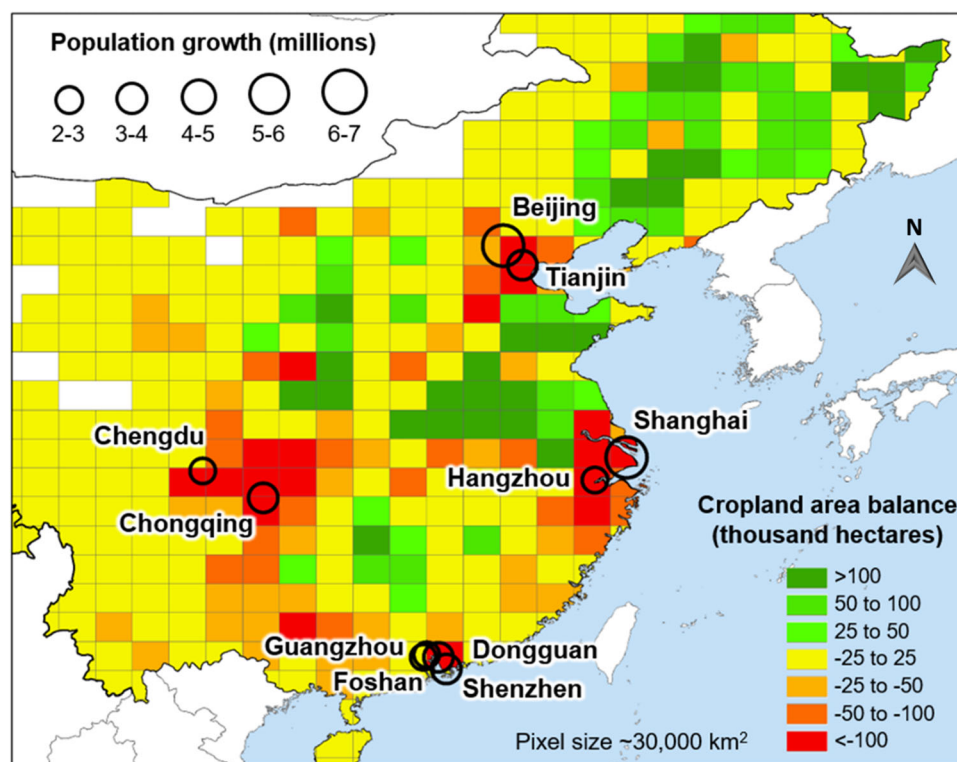 Population growth (millions)
2-3 3-4 4-5 5-6 6-7
Beijing
N
Tianjin
Chengdu
Shanghai
Hangzhou
Chongqing
Cropland area balance
(thousand hectares)
>100
50 to 100
25 to 50
-25 to 25
-25 to -50
-50 to -100
<-100
Guangzhou
Dongguan
Foshan
Shenzhen
Pixel size ~30,000 km²